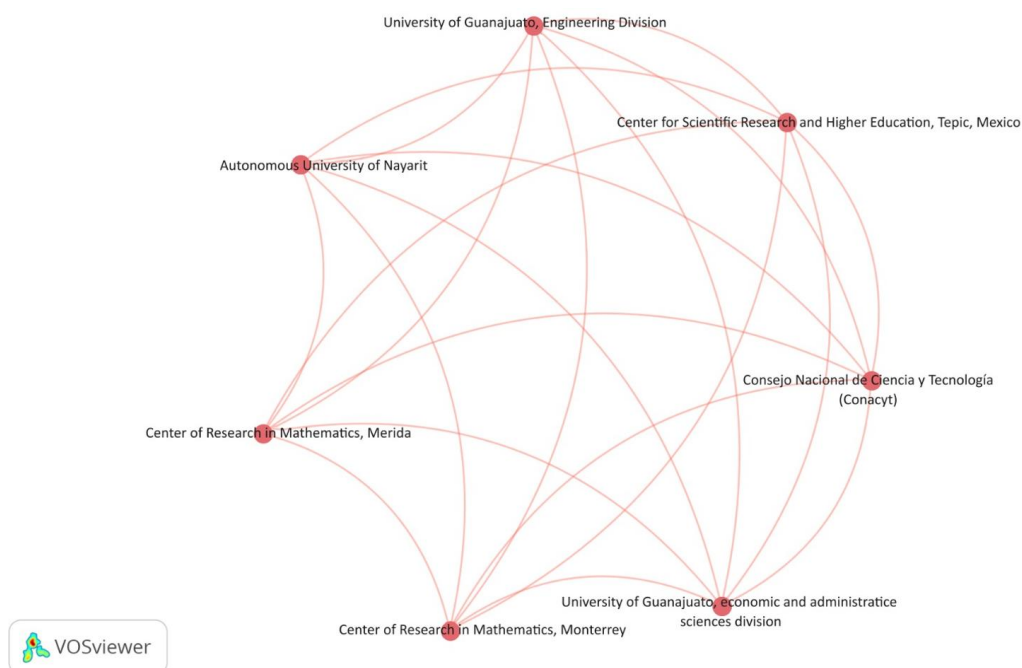 University of Guanajuato, Engineering Division
Center for Scientific Research and Higher Education, Tepic, Mexico
Autonomous University of Nayarit
Consejo Nacional de Ciencia y Tecnología
(Conacyt)
Center of Research in Mathematics, Merida
University of Guanajuato, economic and administratice
sciences division
Center of Research in Mathematics, Monterrey
VOSviewer